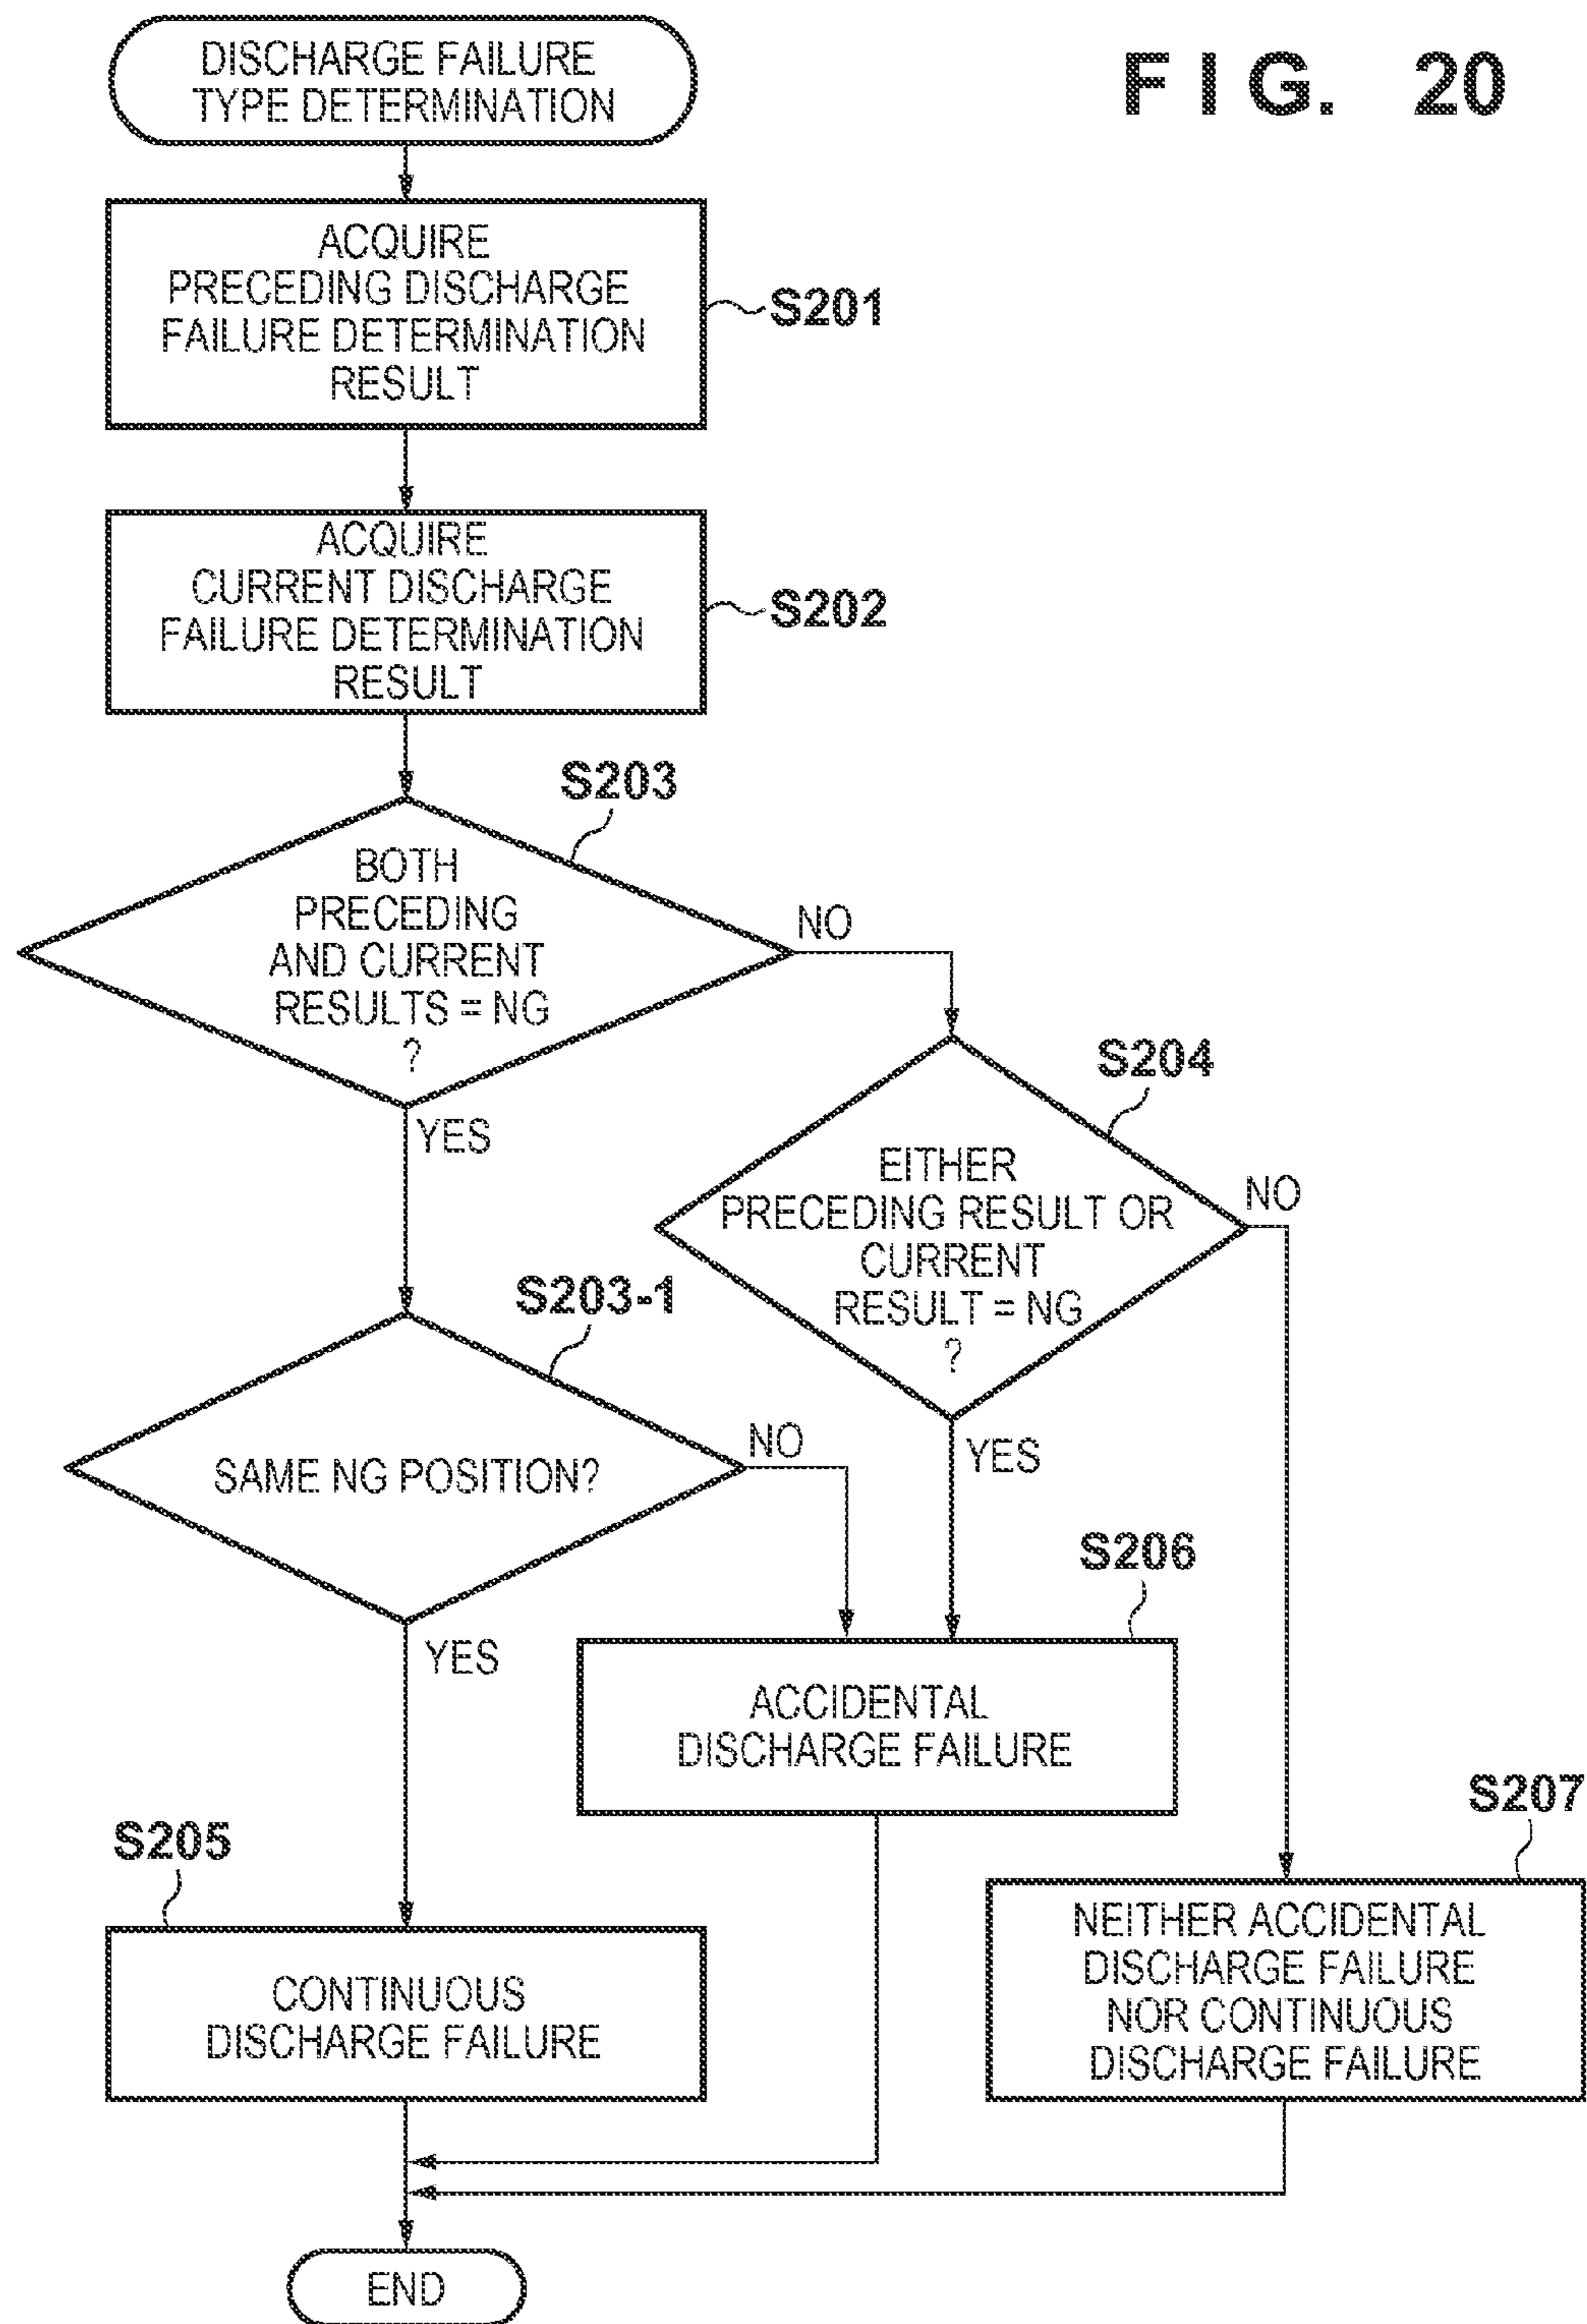 FIG. 20
DISCHARGE FAILURE
TYPE DETERMINATION
ACQUIRE
PRECEDING DISCHARGE
FAILURE DETERMINATION
RESULT
S201
ACQUIRE
CURRENT DISCHARGE
FAILURE DETERMINATION
RESULT
S202
S203
BOTH
PRECEDING
AND CURRENT
RESULTS = NG
?
NO
YES
S204
EITHER
PRECEDING RESULT OR
CURRENT
RESULT = NG
?
NO
YES
S203-1
SAME NG POSITION?
NO
YES
S206
ACCIDENTAL
DISCHARGE FAILURE
S205
CONTINUOUS
DISCHARGE FAILURE
S207
NEITHER ACCIDENTAL
DISCHARGE FAILURE
NOR CONTINUOUS
DISCHARGE FAILURE
END